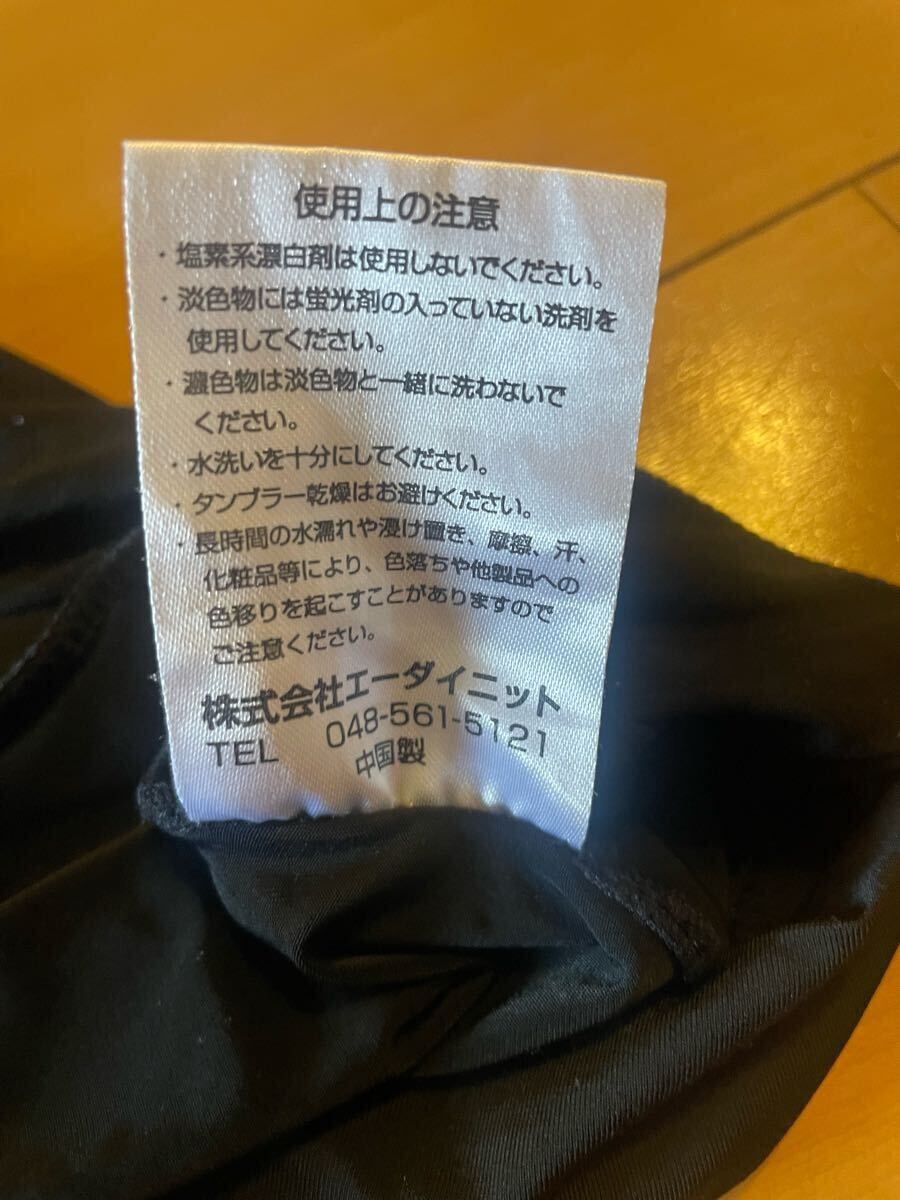 使用上の注意
・塩素系漂白剤は使用しないでください。
・淡色物には蛍光剤の入っていない洗剤を
使用してください。
・濃色物は淡色物と一緒に洗わないで
ください。
・水洗いを十分にしてください。
・タンブラー乾燥はお避けください。
・長時間の水漏れや浸け置き、摩擦、汗、
化粧品等により、色落ちや他製品への
色移りを起こすことがありますので
ご注意ください。
株式会社エーダイニット
TEL 048-561-5121
中国製